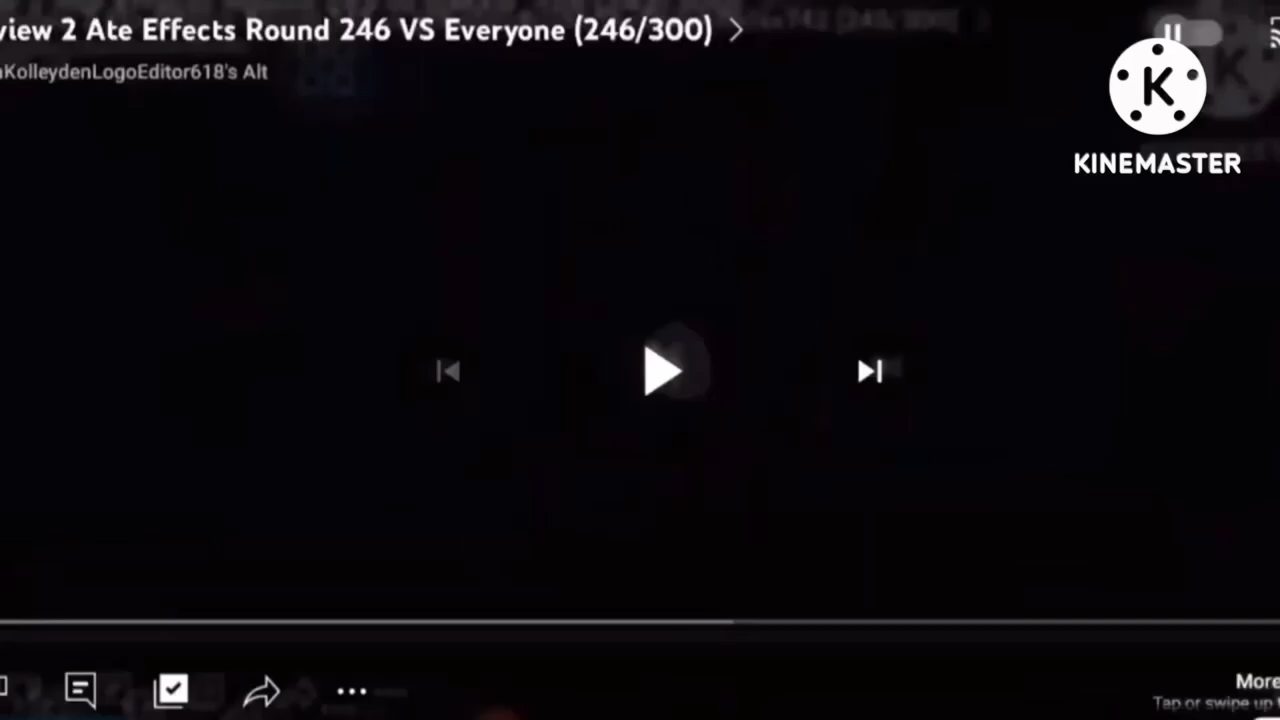 view 2 Ate Effects Round 246 VS Everyone (246/300)
KolleydenLogoEditor618's Alt
K
KINEMASTER
More
Tap or swipe up